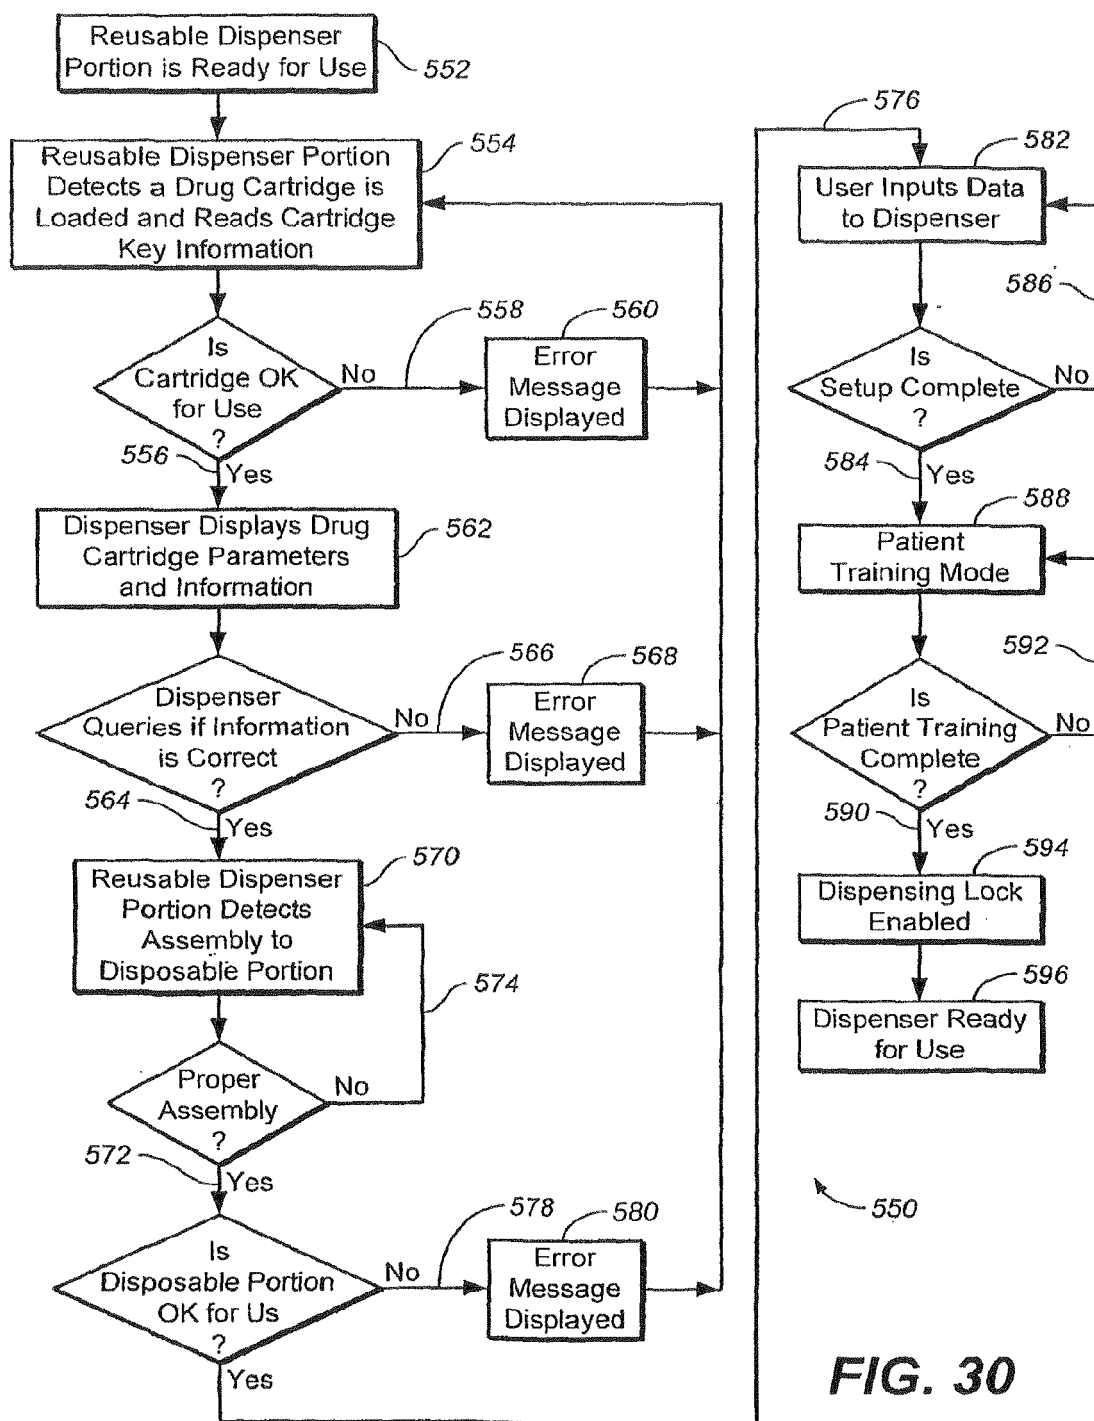 Reusable Dispenser
Portion is Ready for Use
552
Reusable Dispenser Portion
Detects a Drug Cartridge is
Loaded and Reads Cartridge
Key Information
554
Is
Cartridge OK
for Use
?
No
558
560
Error
Message
Displayed
556
Yes
Dispenser Displays Drug
Cartridge Parameters
and Information
562
Dispenser
Queries if Information
is Correct
?
No
566
568
Error
Message
Displayed
564
Yes
570
Reusable Dispenser
Portion Detects
Assembly to
Disposable Portion
574
Proper
Assembly
?
No
572
Yes
Is
Disposable Portion
OK for Us
?
No
578
580
Error
Message
Displayed
Yes
576
582
User Inputs Data
to Dispenser
586
Is
Setup Complete
?
No
584
Yes
588
Patient
Training Mode
592
Is
Patient Training
Complete
?
No
590
Yes
594
Dispensing Lock
Enabled
596
Dispenser Ready
for Use
550
FIG. 30